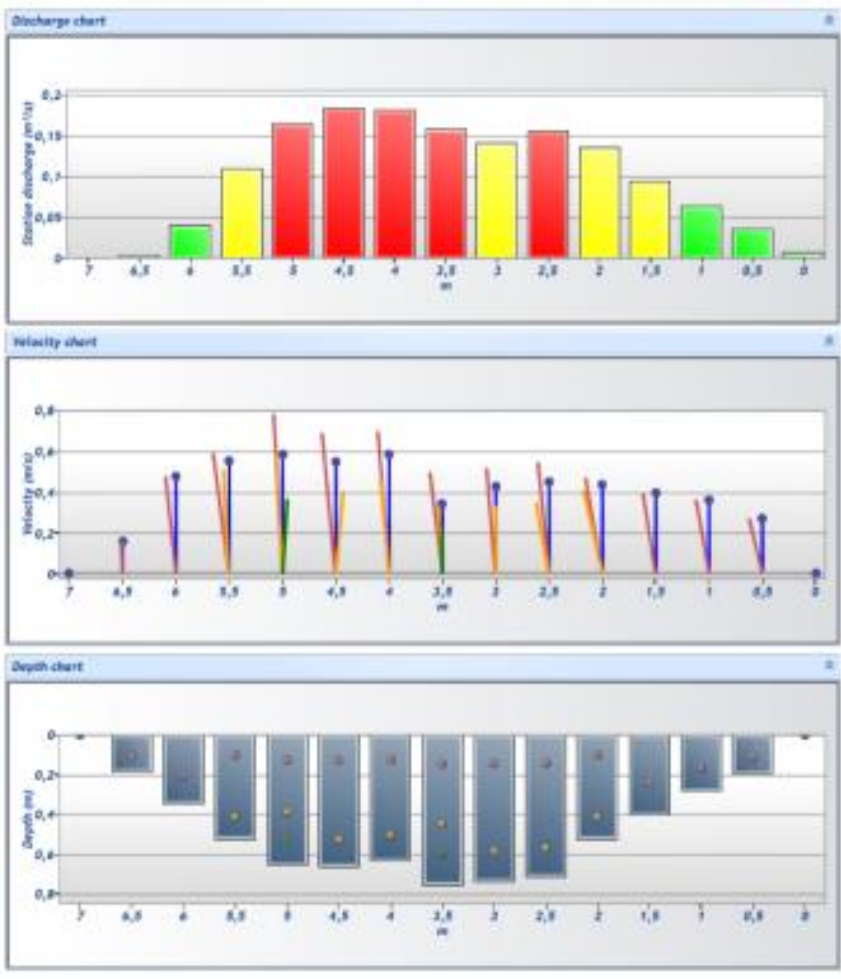 Discharge chart
Station discharge (m³/s)
0,2
0,15
0,1
0,05
0
7 6,5 6 5,5 5 4,5 4 3,5 3 2,5 2 1,5 1 0,5 0
m
Velocity chart
Velocity (m/s)
0,8
0,6
0,4
0,2
0
7 6,5 6 5,5 5 4,5 4 3,5 3 2,5 2 1,5 1 0,5 0
m
Depth chart
Depth (m)
0
0,2
0,4
0,6
0,8
7 6,5 6 5,5 5 4,5 4 3,5 3 2,5 2 1,5 1 0,5 0
m